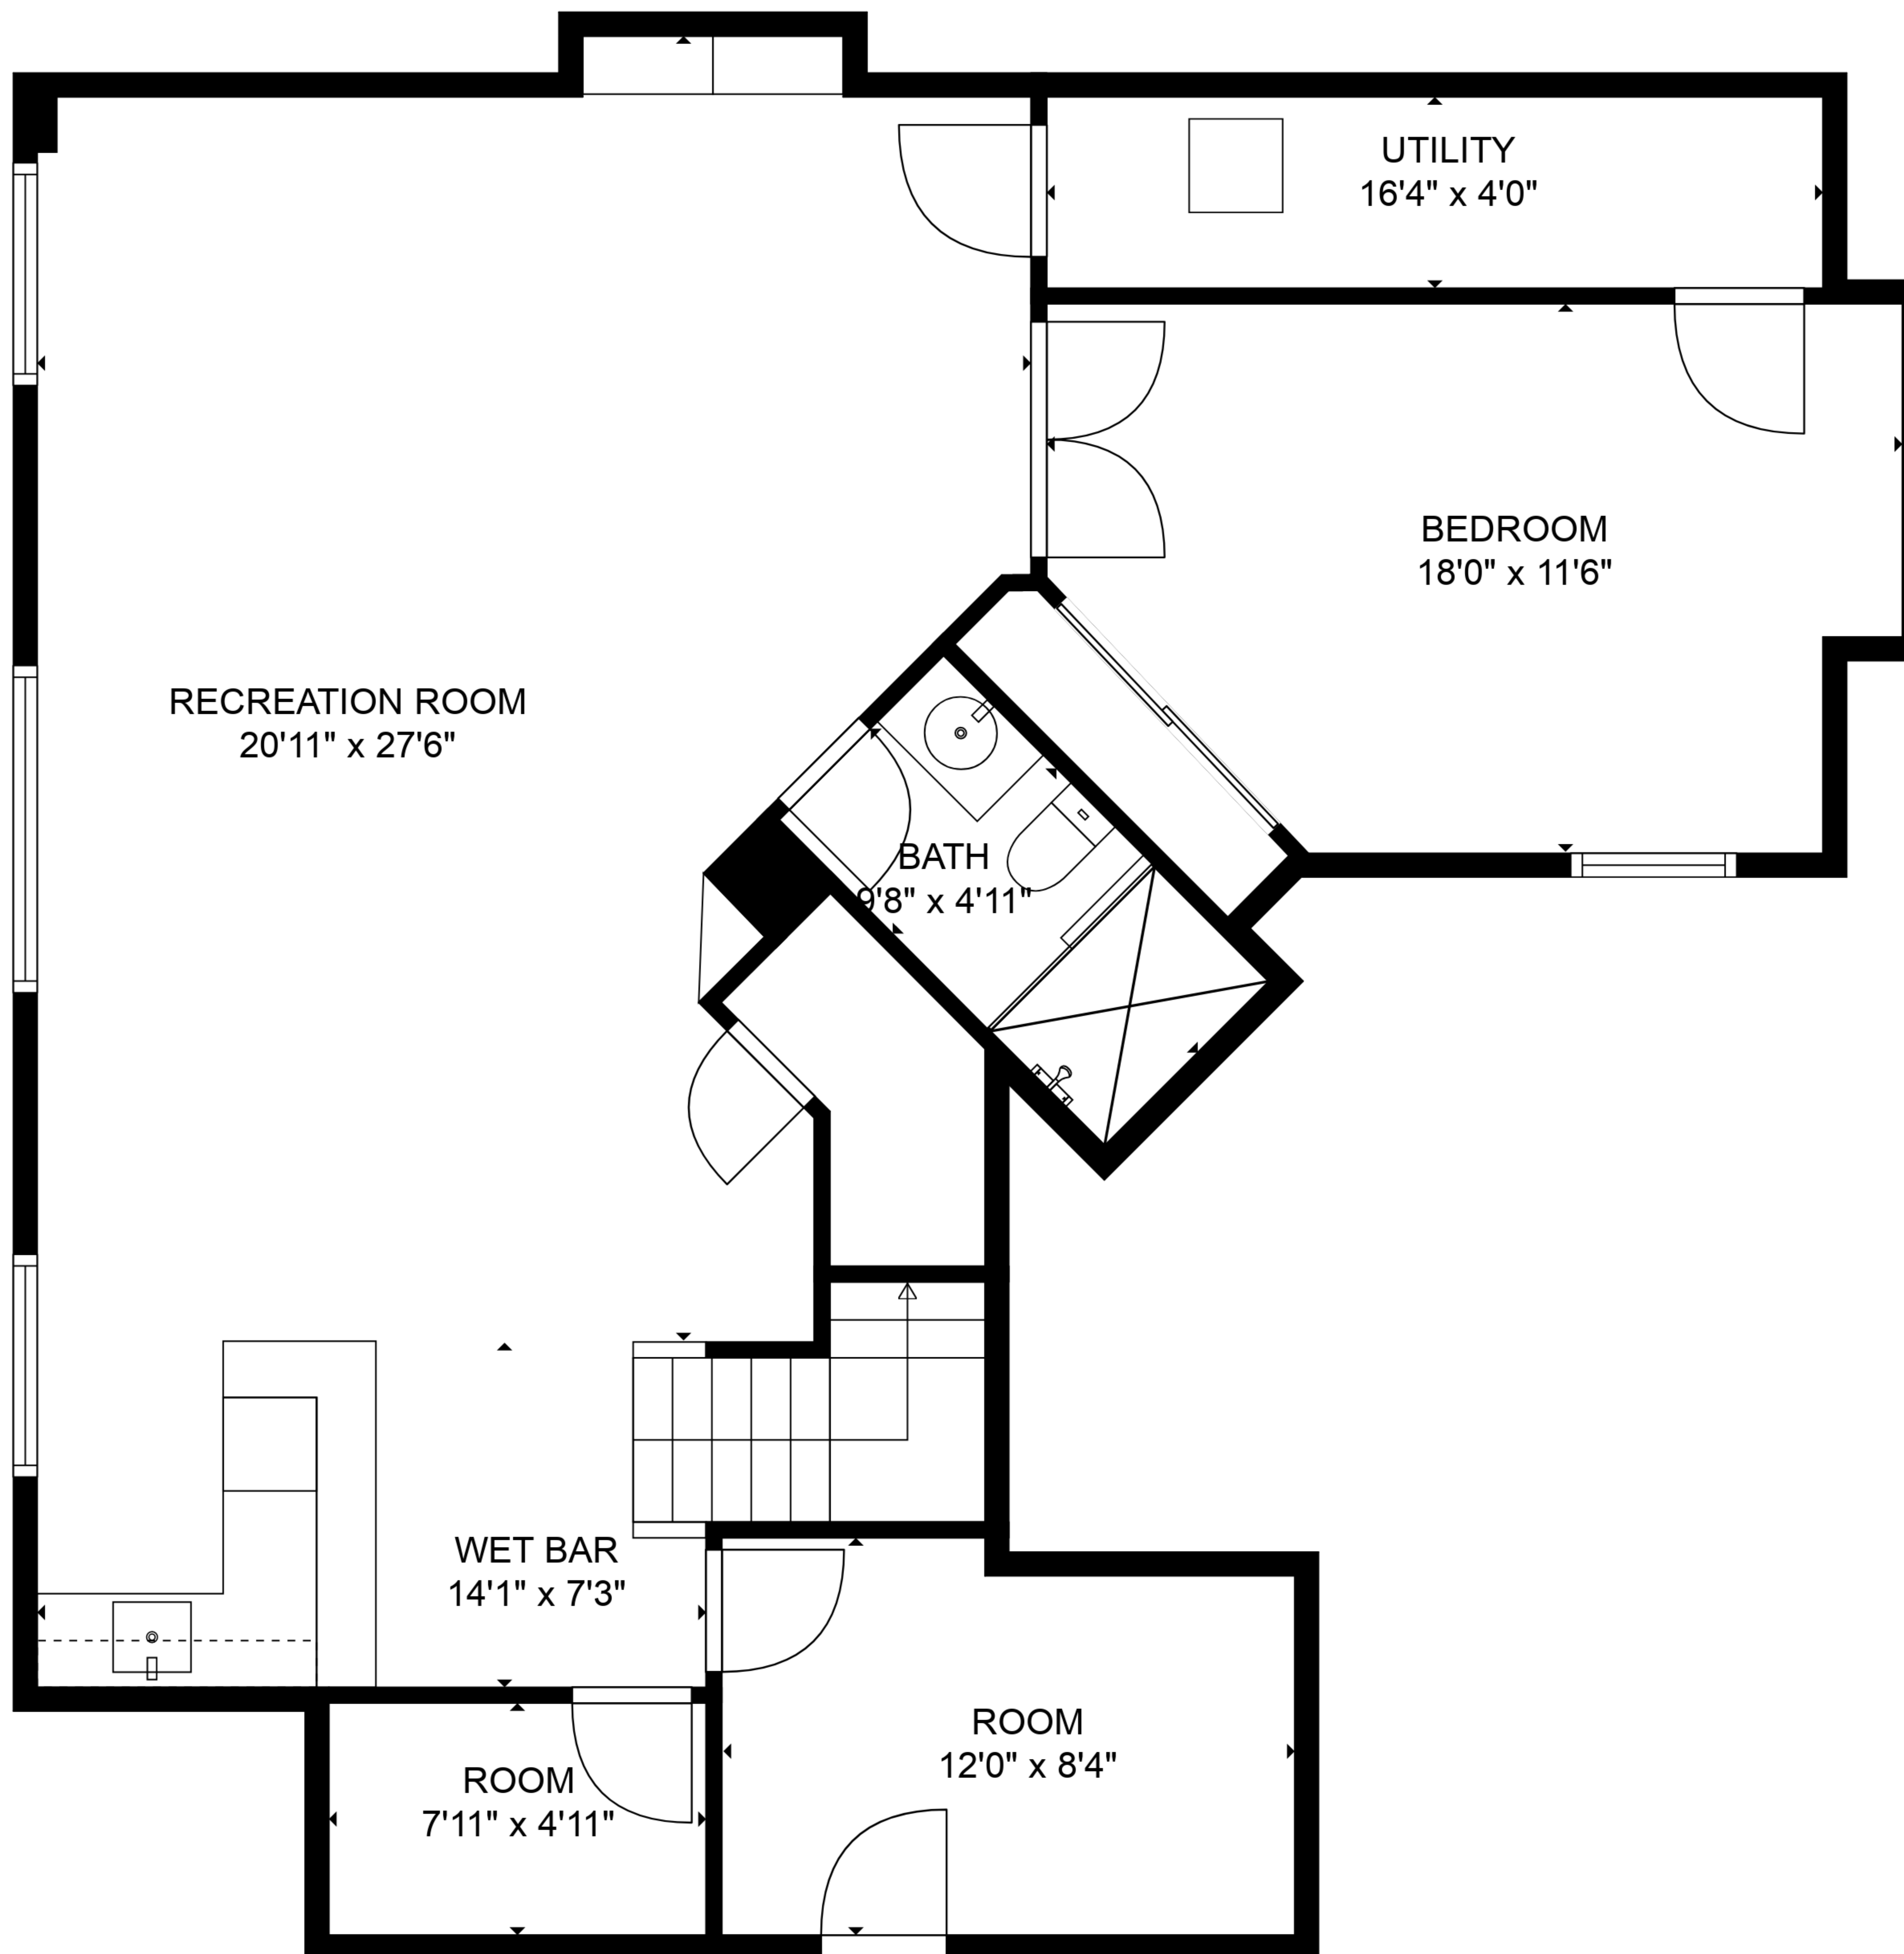 UTILITY
16'4" x 4'0"
BEDROOM
18'0" x 11'6"
RECREATION ROOM
20'11" x 27'6"
BATH
9'8" x 4'11"
WET BAR
14'1" x 7'3"
ROOM
12'0" x 8'4"
ROOM
7'11" x 4'11"